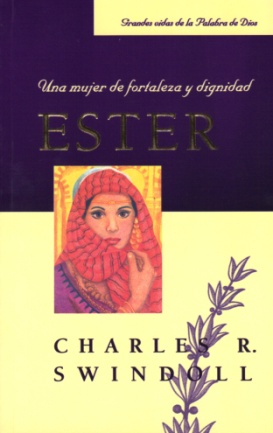 Grandes vidas de la Palabra de Dios
Una mujer de fortaleza y dignidad
ESTER
CHARLES R.
SWINDOLL